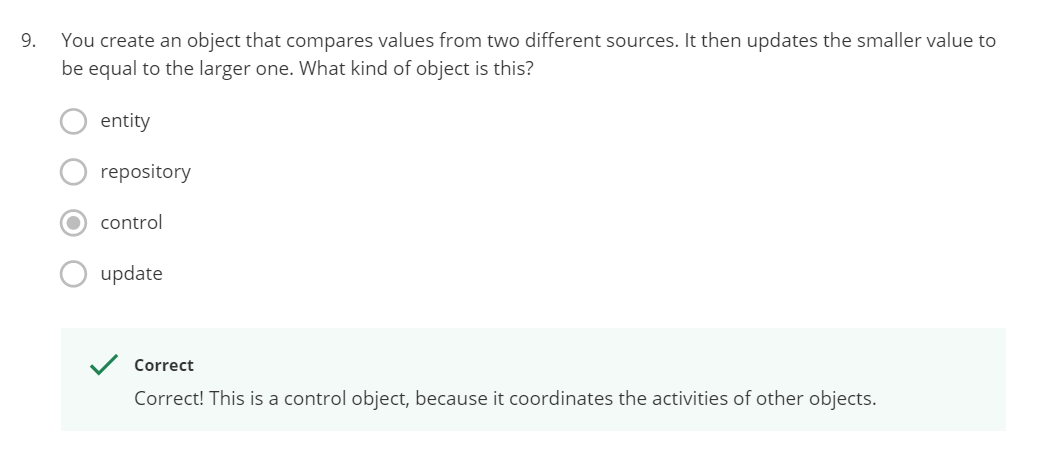 9. You create an object that compares values from two different sources. It then updates the smaller value to
be equal to the larger one. What kind of object is this?
entity
repository
control
update
Correct
Correct! This is a control object, because it coordinates the activities of other objects.